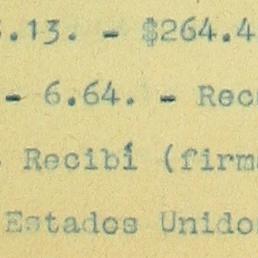 .13. - $264.4
- 6.64. - Rec
Recibí (firm
Estados Unido